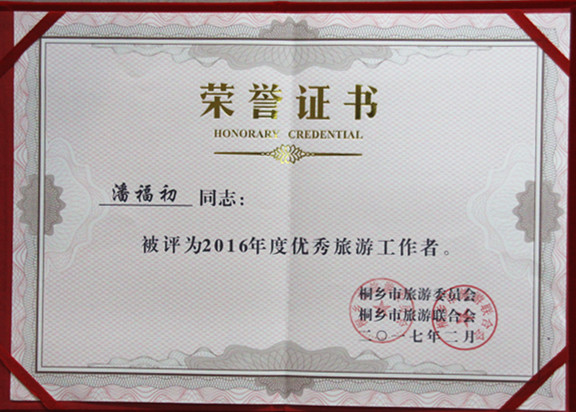 荣誉证书
HONORARY CREDENTIAL
潘福初 同志：
被评为2016年度优秀旅游工作者。
桐乡市旅游委员会
桐乡市旅游联合会
二〇一七年二月